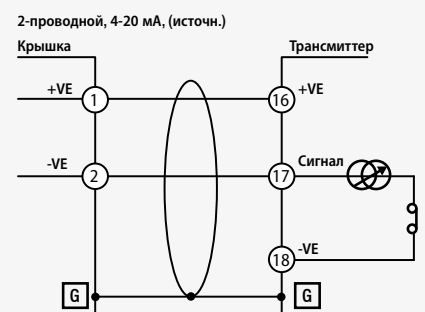 2-проводной, 4-20 мА, (источн.)
Крышка Трансмиттер
+VE 1 16 +VE
-VE 2 17 Сигнал
18 -VE
G G